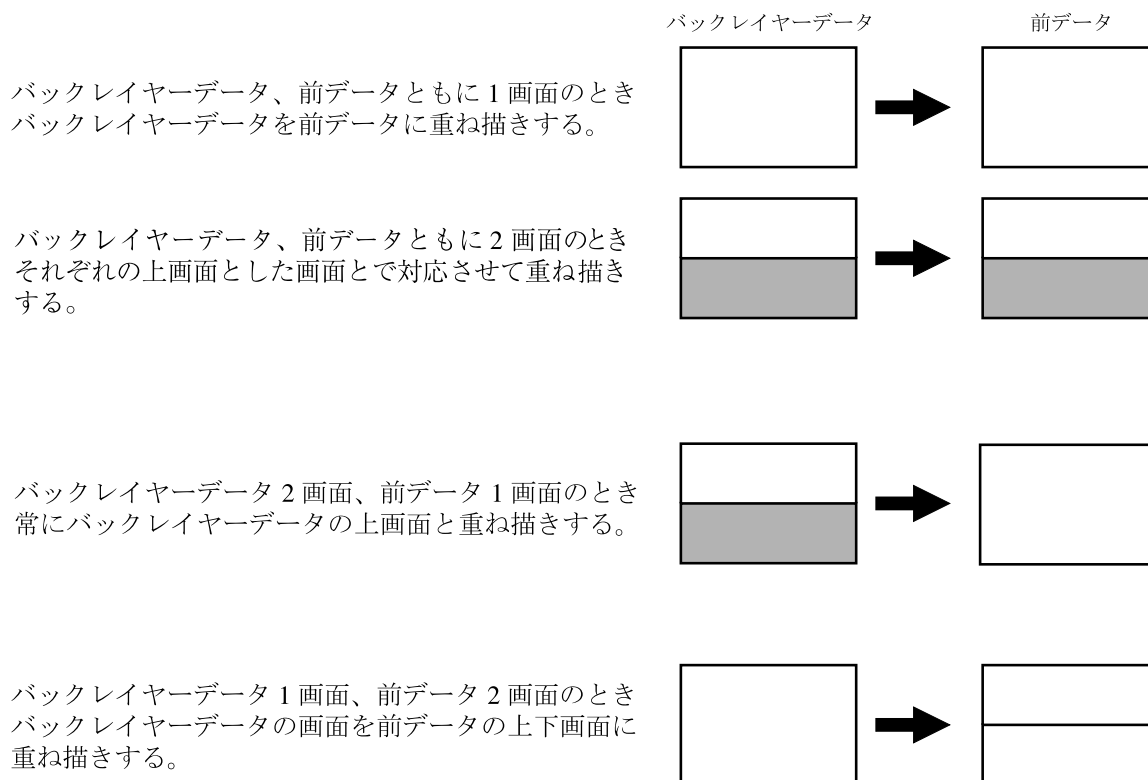 バックレイヤーデータ
前データ
バックレイヤーデータ、前データともに 1 画面のとき
バックレイヤーデータを前データに重ね描きする。
バックレイヤーデータ、前データともに 2 画面のとき
それぞれの上画面とした画面とで対応させて重ね描き
する。
バックレイヤーデータ 2 画面、前データ 1 画面のとき
常にバックレイヤーデータの上画面と重ね描きする。
バックレイヤーデータ 1 画面、前データ 2 画面のとき
バックレイヤーデータの画面を前データの上下画面に
重ね描きする。